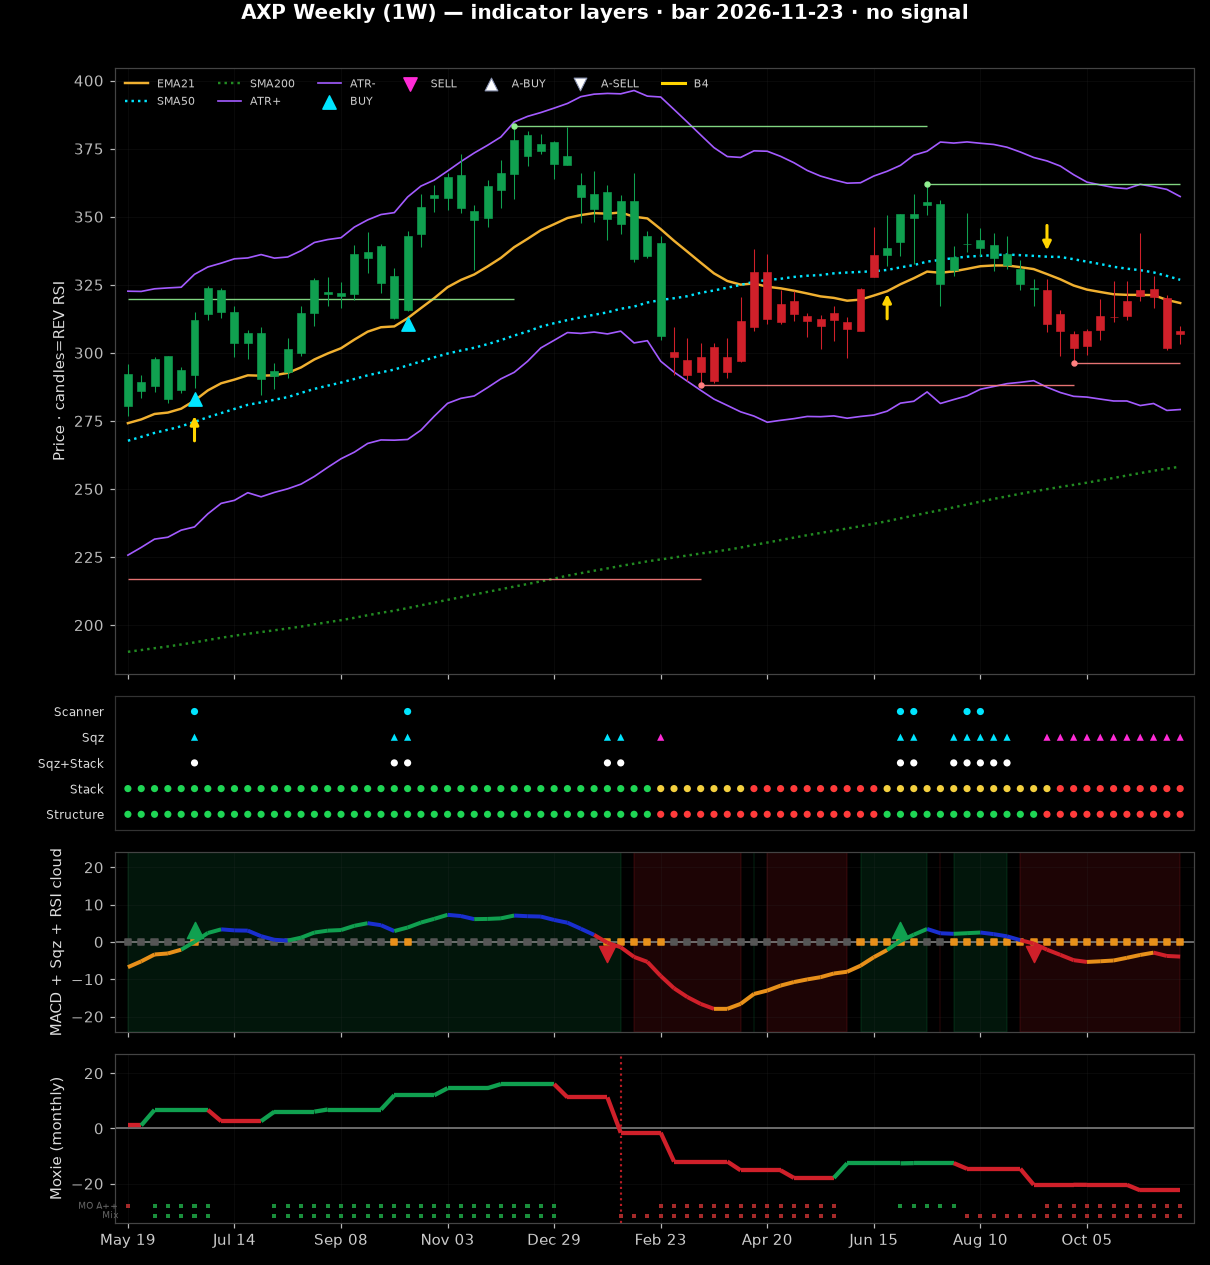 AXP Weekly (1W) — indicator layers · bar 2026-11-23 · no signal
EMA21 SMA200 ATR- SELL A-BUY A-SELL B4
SMA50 ATR+ BUY
Price · candles=REV RSI
400
375
350
325
300
275
250
225
200
Scanner
Sqz
Sqz+Stack
Stack
Structure
MACD + Sqz + RSI cloud
20
10
0
−10
−20
Moxie (monthly)
20
0
−20
MO A++
Mix
May 19 Jul 14 Sep 08 Nov 03 Dec 29 Feb 23 Apr 20 Jun 15 Aug 10 Oct 05